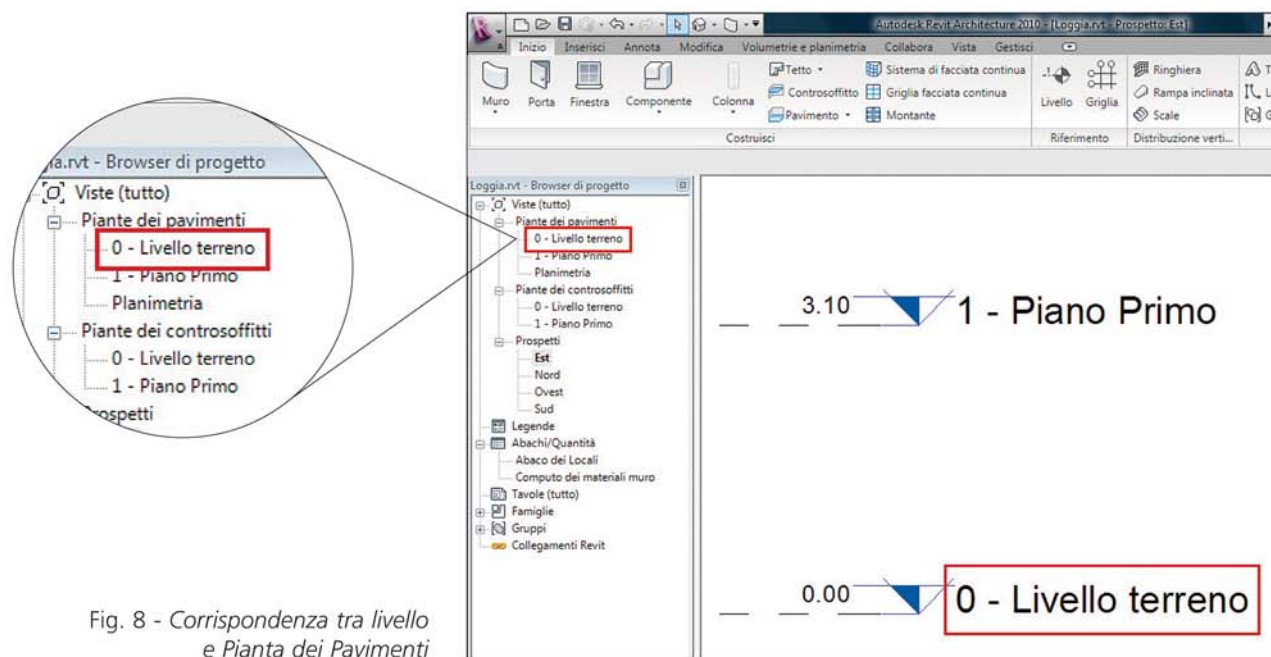 Autodesk Revit Architecture 2010 - [Loggia.rvt - Prospetto: Est]
Inizio Inserisci Annota Modifica Volumetrie e planimetria Collabora Vista Gestisci
Muro Porta Finestra Componente Colonna
Tetto
Controsoffitto
Pavimento
Sistema di facciata continua
Griglia facciata continua
Montante
Livello Griglia
Ringhiera
Rampa inclinata
Scale
Costruisci Riferimento Distribuzione verti...
a.rvt - Browser di progetto
Viste (tutto)
Piante dei pavimenti
0 - Livello terreno
1 - Piano Primo
Planimetria
Piante dei controsoffitti
0 - Livello terreno
1 - Piano Primo
rospetti
Loggia.rvt - Browser di progetto
Viste (tutto)
Piante dei pavimenti
0 - Livello terreno
1 - Piano Primo
Planimetria
Piante dei controsoffitti
0 - Livello terreno
1 - Piano Primo
Prospetti
Est
Nord
Ovest
Sud
Legende
Abachi/Quantità
Abaco dei Locali
Computo dei materiali muro
Tavole (tutto)
Famiglie
Gruppi
Collegamenti Revit
3.10 1 - Piano Primo
0.00 0 - Livello terreno
Fig. 8 - Corrispondenza tra livello
e Pianta dei Pavimenti